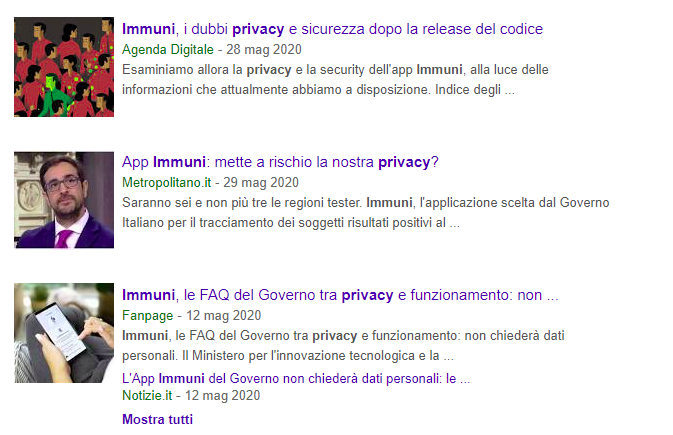 Immuni, i dubbi privacy e sicurezza dopo la release del codice
Agenda Digitale - 28 mag 2020
Esaminiamo allora la privacy e la security dell'app Immuni, alla luce delle
informazioni che attualmente abbiamo a disposizione. Indice degli ...
App Immuni: mette a rischio la nostra privacy?
Metropolitano.it - 29 mag 2020
Saranno sei e non più tre le regioni tester. Immuni, l'applicazione scelta dal Governo
Italiano per il tracciamento dei soggetti risultati positivi al ...
Immuni, le FAQ del Governo tra privacy e funzionamento: non ...
Fanpage - 12 mag 2020
Immuni, le FAQ del Governo tra privacy e funzionamento: non chiederà dati
personali. Il Ministero per l'innovazione tecnologica e la ...
L'App Immuni del Governo non chiederà dati personali: le ...
Notizie.it - 12 mag 2020
Mostra tutti